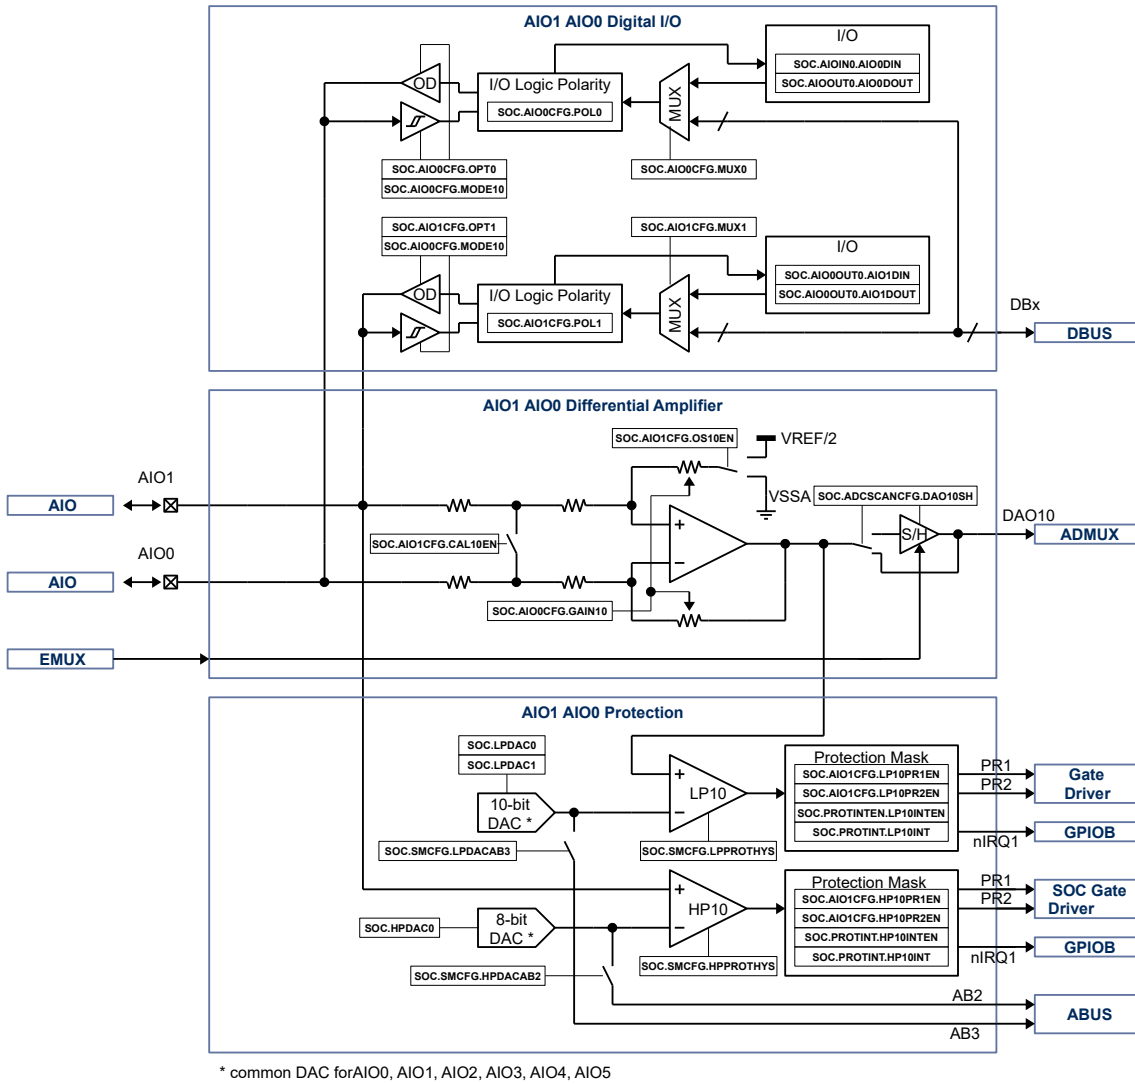 AIO1 AIO0 Digital I/O
I/O
SOC.AIOIN0.AIO0DIN
SOC.AIOOUT0.AIO0DOUT
OD
I/O Logic Polarity
SOC.AIO0CFG.POL0
MUX
SOC.AIO0CFG.OPT0
SOC.AIO0CFG.MODE10
SOC.AIO0CFG.MUX0
SOC.AIO1CFG.OPT1
SOC.AIO0CFG.MODE10
SOC.AIO1CFG.MUX1
I/O
SOC.AIO0OUT0.AIO1DIN
SOC.AIO0OUT0.AIO1DOUT
OD
I/O Logic Polarity
SOC.AIO1CFG.POL1
MUX
DBx
DBUS
AIO1 AIO0 Differential Amplifier
SOC.AIO1CFG.OS10EN
VREF/2
VSSA
SOC.ADCSCANCFG.DAO10SH
AIO1
AIO
+
S/H
DAO10
ADMUX
SOC.AIO1CFG.CAL10EN
AIO0
AIO
−
SOC.AIO0CFG.GAIN10
EMUX
AIO1 AIO0 Protection
SOC.LPDAC0
SOC.LPDAC1
10-bit
DAC *
+
LP10
−
Protection Mask
SOC.AIO1CFG.LP10PR1EN
SOC.AIO1CFG.LP10PR2EN
SOC.PROTINTEN.LP10INTEN
SOC.PROTINT.LP10INT
PR1
PR2
Gate
Driver
nIRQ1
GPIOB
SOC.SMCFG.LPDACAB3
SOC.SMCFG.LPPROTHYS
SOC.HPDAC0
8-bit
DAC *
+
HP10
−
Protection Mask
SOC.AIO1CFG.HP10PR1EN
SOC.AIO1CFG.HP10PR2EN
SOC.PROTINT.HP10INTEN
SOC.PROTINT.HP10INT
PR1
PR2
SOC Gate
Driver
nIRQ1
GPIOB
SOC.SMCFG.HPDACAB2
SOC.SMCFG.HPPROTHYS
AB2
AB3
ABUS
* common DAC forAIO0, AIO1, AIO2, AIO3, AIO4, AIO5